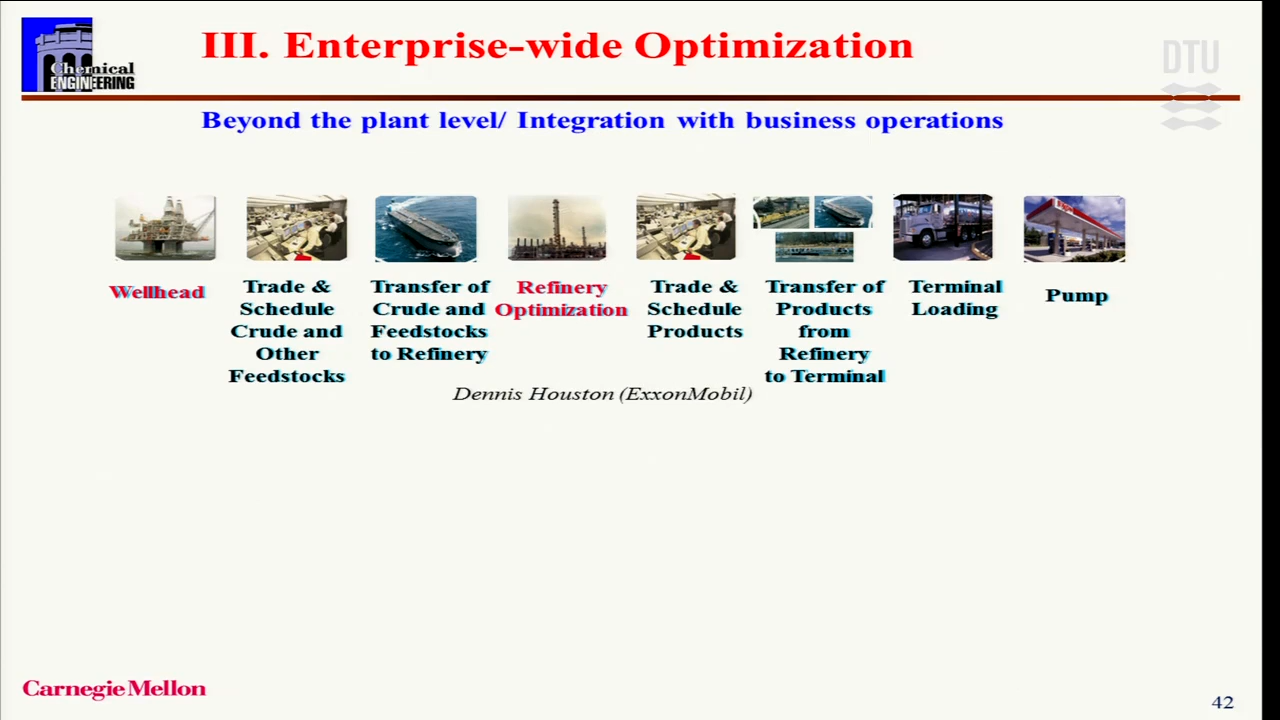 III. Enterprise-wide Optimization
Chemical
ENGINEERING
DTU
Beyond the plant level/ Integration with business operations
Wellhead
Trade &
Schedule
Crude and
Other
Feedstocks
Transfer of
Crude and
Feedstocks
to Refinery
Refinery
Optimization
Trade &
Schedule
Products
Transfer of
Products
from
Refinery
to Terminal
Terminal
Loading
Pump
Dennis Houston (ExxonMobil)
Carnegie Mellon
42